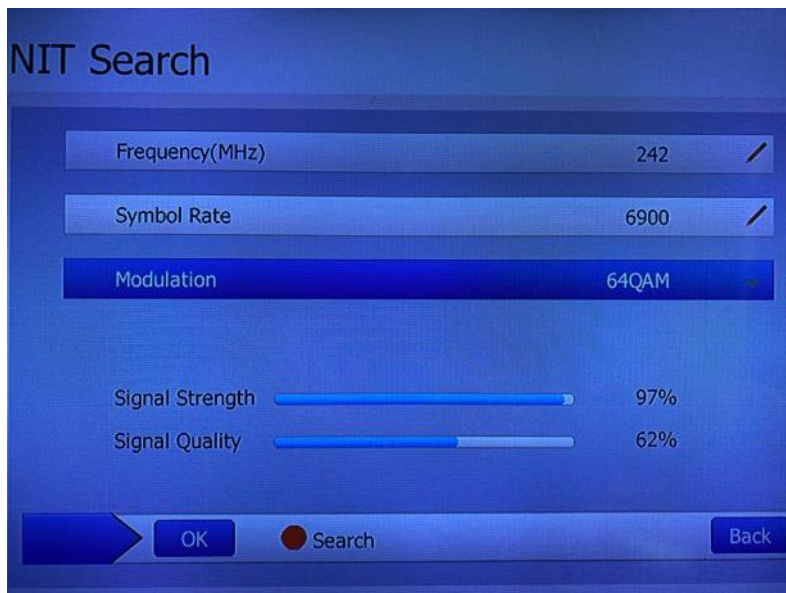 NIT Search
Frequency(MHz) 242
Symbol Rate 6900
Modulation 64QAM
Signal Strength 97%
Signal Quality 62%
OK Search Back